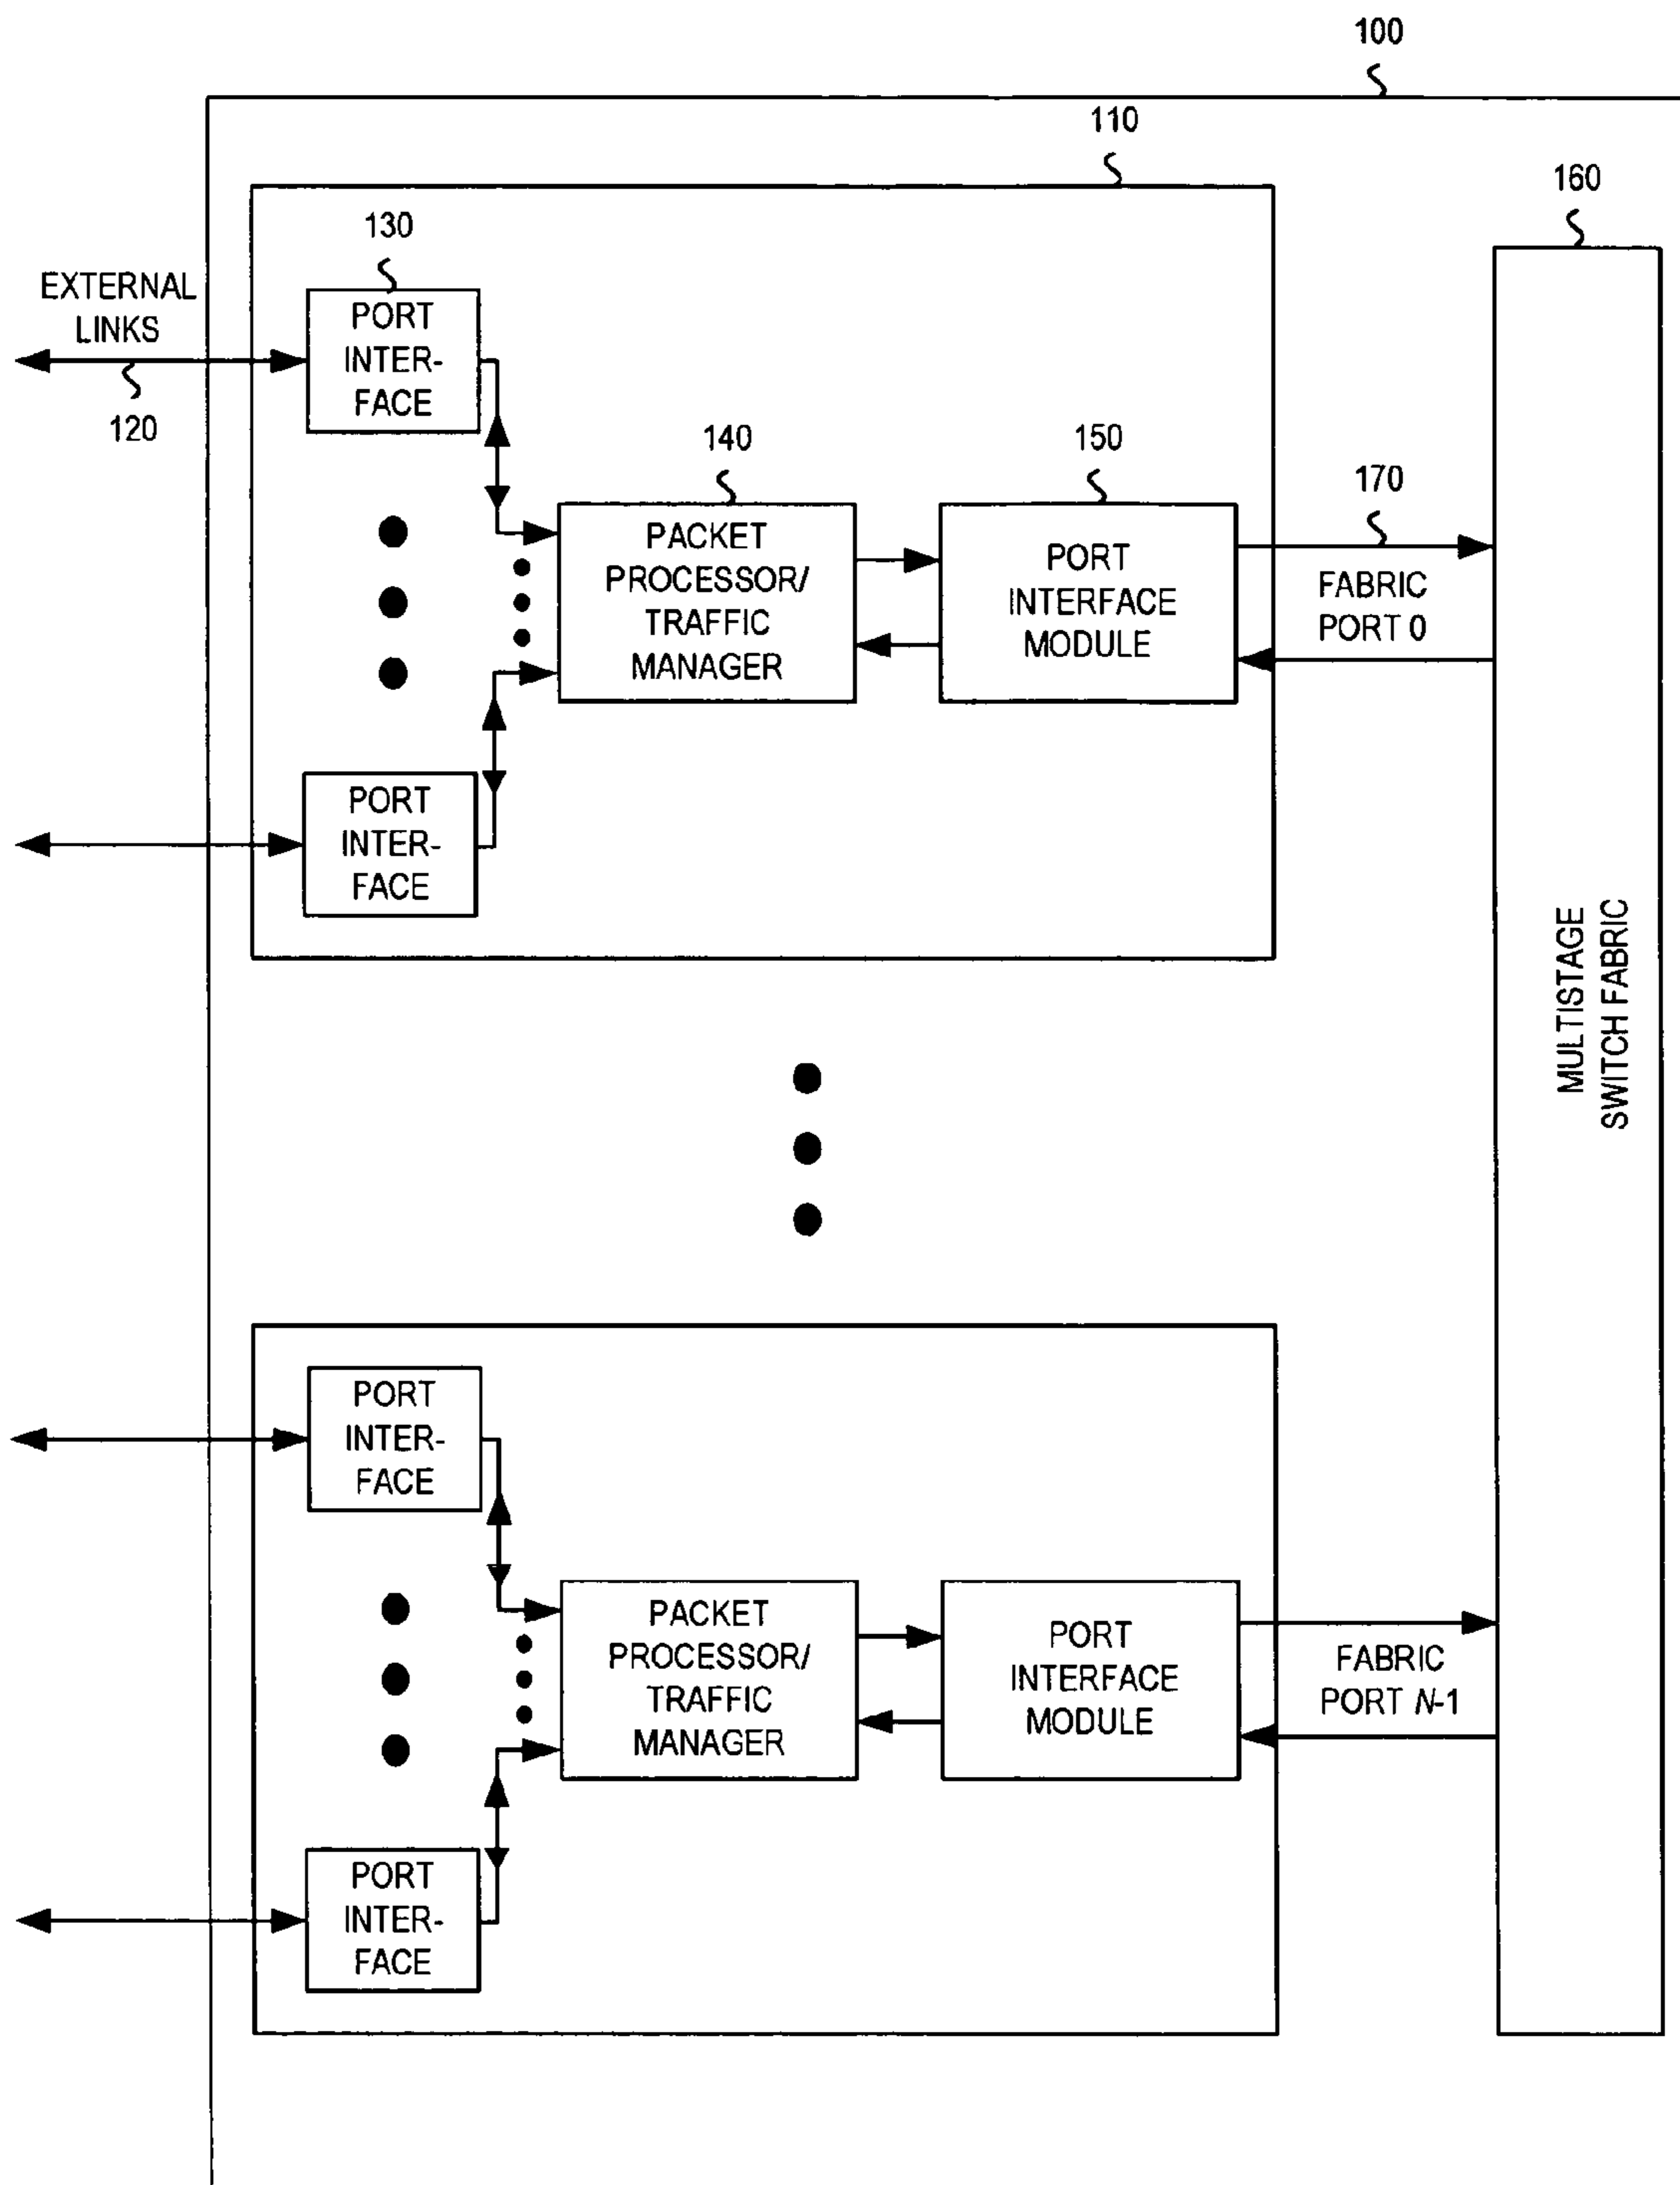 100
110
160
130
EXTERNAL
LINKS
PORT
INTER-
FACE
120
140
150
170
PACKET
PROCESSOR/
TRAFFIC
MANAGER
PORT
INTERFACE
MODULE
FABRIC
PORT 0
PORT
INTER-
FACE
MULTISTAGE
SWITCH FABRIC
PORT
INTER-
FACE
PACKET
PROCESSOR/
TRAFFIC
MANAGER
PORT
INTERFACE
MODULE
FABRIC
PORT N-1
PORT
INTER-
FACE